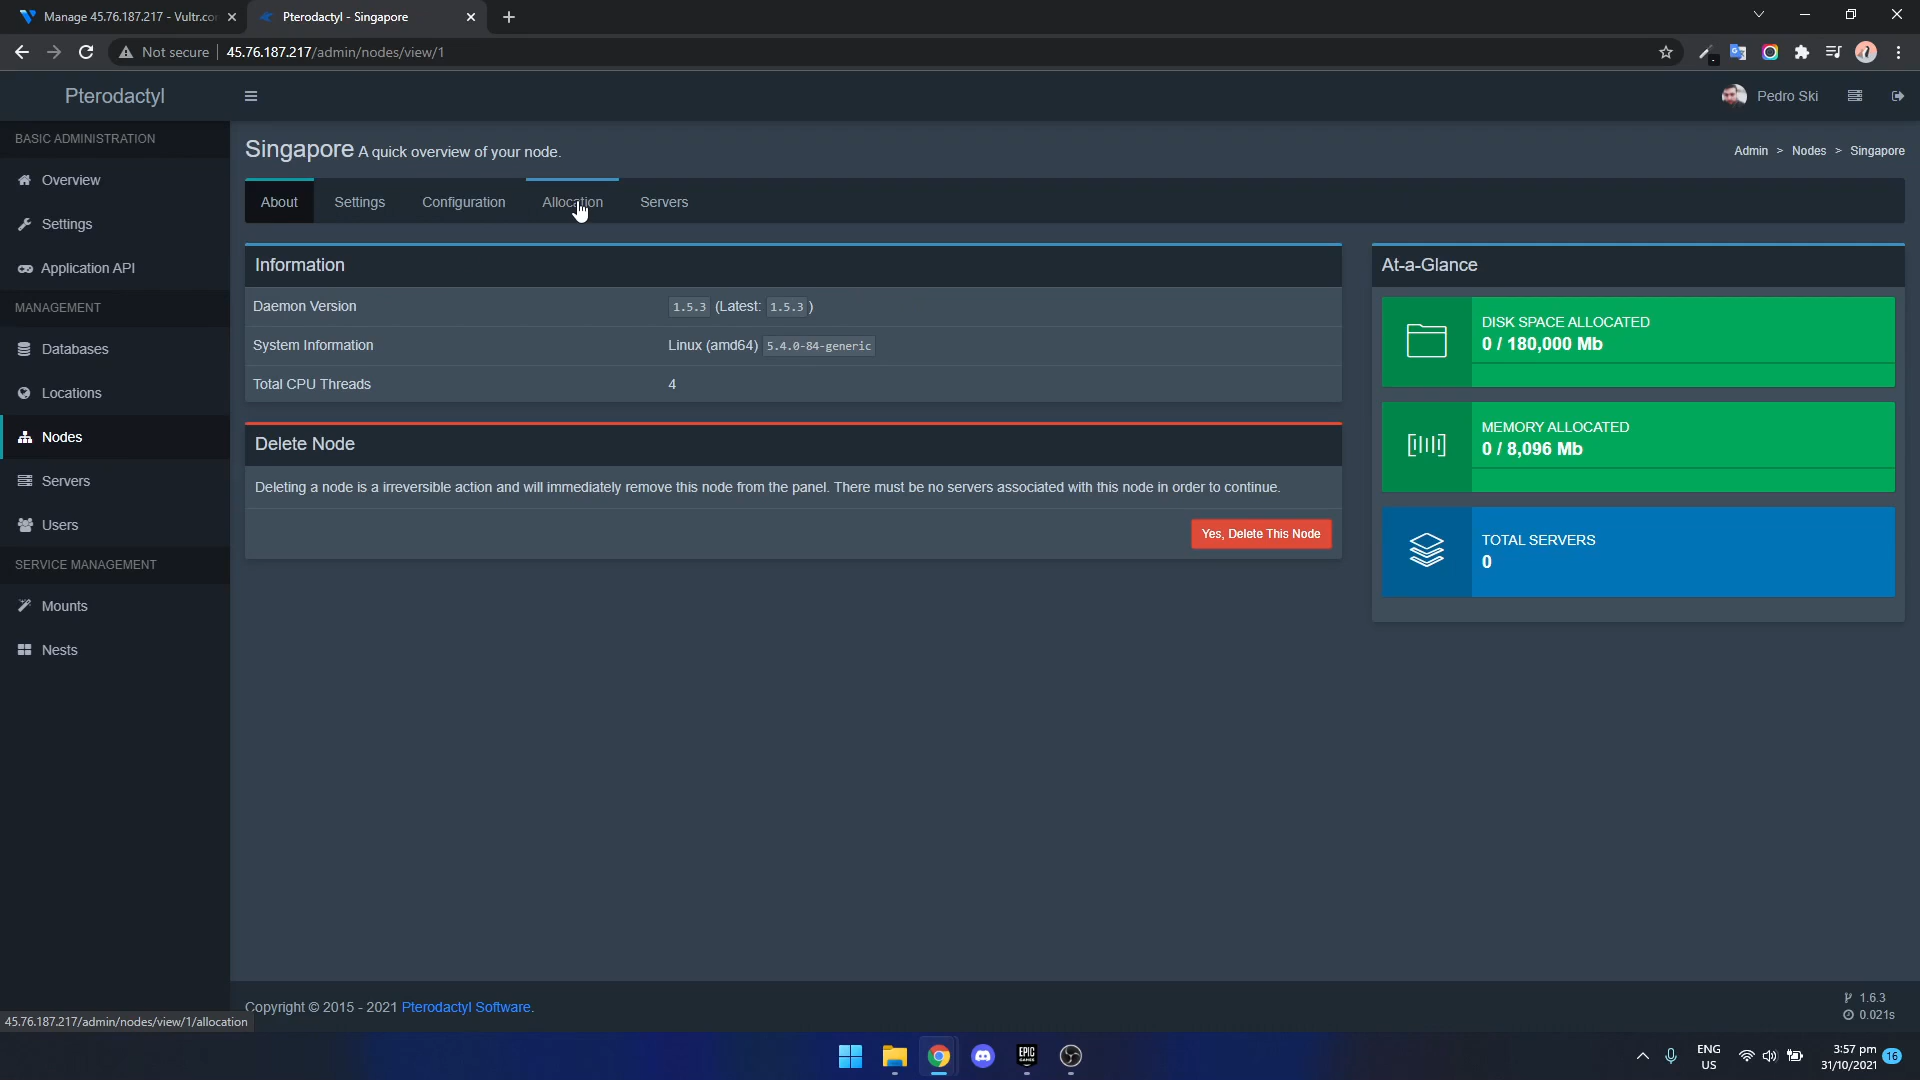 Manage 45.76.187.217 - Vultr.co
Pterodactyl - Singapore
Not secure
45.76.187.217/admin/nodes/view/1
Pterodactyl
Pedro Ski
BASIC ADMINISTRATION
Overview
Settings
Application API
MANAGEMENT
Databases
Locations
Nodes
Servers
Users
SERVICE MANAGEMENT
Mounts
Nests
Singapore A quick overview of your node.
Admin > Nodes > Singapore
About Settings Configuration Allocation Servers
Information
Daemon Version 1.5.3 (Latest: 1.5.3)
System Information Linux (amd64) 5.4.0-84-generic
Total CPU Threads 4
Delete Node
Deleting a node is a irreversible action and will immediately remove this node from the panel. There must be no servers associated with this node in order to continue.
Yes, Delete This Node
At-a-Glance
DISK SPACE ALLOCATED
0 / 180,000 Mb
MEMORY ALLOCATED
0 / 8,096 Mb
TOTAL SERVERS
0
Copyright © 2015 - 2021 Pterodactyl Software.
1.6.3
0.021s
45.76.187.217/admin/nodes/view/1/allocation
EPIC
GAMES
ENG
US
3:57 pm
31/10/2021
16